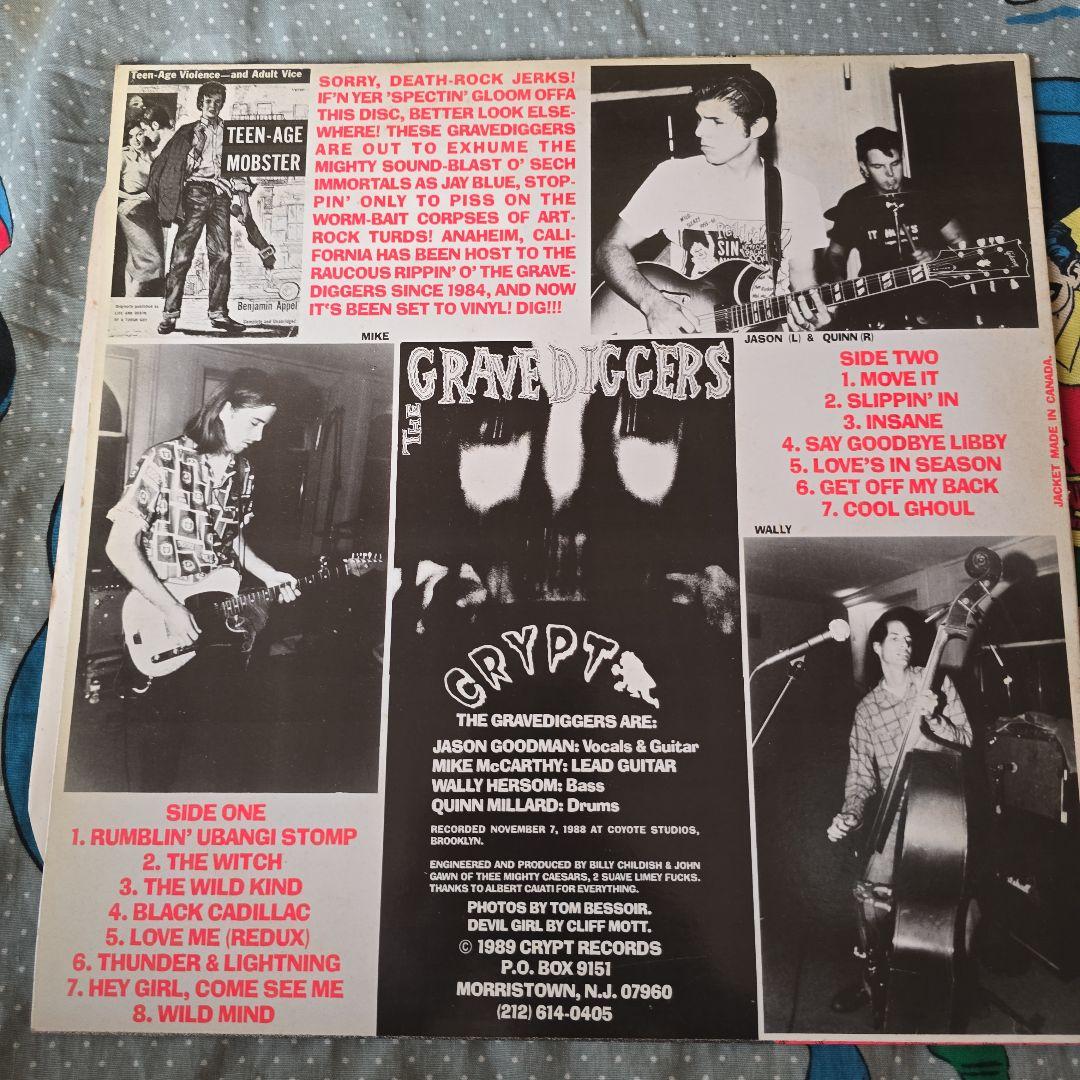 Teen-Age Violence—and Adult Vice
TEEN-AGE
MOBSTER
Benjamin Appel
Complete and Unabridged
SORRY, DEATH-ROCK JERKS!
IF'N YER 'SPECTIN' GLOOM OFFA
THIS DISC, BETTER LOOK ELSE-
WHERE! THESE GRAVEDIGGERS
ARE OUT TO EXHUME THE
MIGHTY SOUND-BLAST O' SECH
IMMORTALS AS JAY BLUE, STOP-
PIN' ONLY TO PISS ON THE
WORM-BAIT CORPSES OF ART-
ROCK TURDS! ANAHEIM, CALI-
FORNIA HAS BEEN HOST TO THE
RAUCOUS RIPPIN' O' THE GRAVE-
DIGGERS SINCE 1984, AND NOW
IT'S BEEN SET TO VINYL! DIG!!!
SIN
MIKE
JASON (L) & QUINN (R)
THE GRAVEDIGGERS
SIDE TWO
1. MOVE IT
2. SLIPPIN' IN
3. INSANE
4. SAY GOODBYE LIBBY
5. LOVE'S IN SEASON
6. GET OFF MY BACK
7. COOL GHOUL
JACKET MADE IN CANADA.
WALLY
CRYPT
THE GRAVEDIGGERS ARE:
JASON GOODMAN: Vocals & Guitar
MIKE McCARTHY: LEAD GUITAR
WALLY HERSOM: Bass
QUINN MILLARD: Drums
RECORDED NOVEMBER 7, 1988 AT COYOTE STUDIOS,
BROOKLYN.
ENGINEERED AND PRODUCED BY BILLY CHILDISH & JOHN
GAWN OF THEE MIGHTY CAESARS, 2 SUAVE LIMEY FUCKS.
THANKS TO ALBERT CAIATI FOR EVERYTHING.
PHOTOS BY TOM BESSOIR.
DEVIL GIRL BY CLIFF MOTT.
© 1989 CRYPT RECORDS
P.O. BOX 9151
MORRISTOWN, N.J. 07960
(212) 614-0405
SIDE ONE
1. RUMBLIN' UBANGI STOMP
2. THE WITCH
3. THE WILD KIND
4. BLACK CADILLAC
5. LOVE ME (REDUX)
6. THUNDER & LIGHTNING
7. HEY GIRL, COME SEE ME
8. WILD MIND